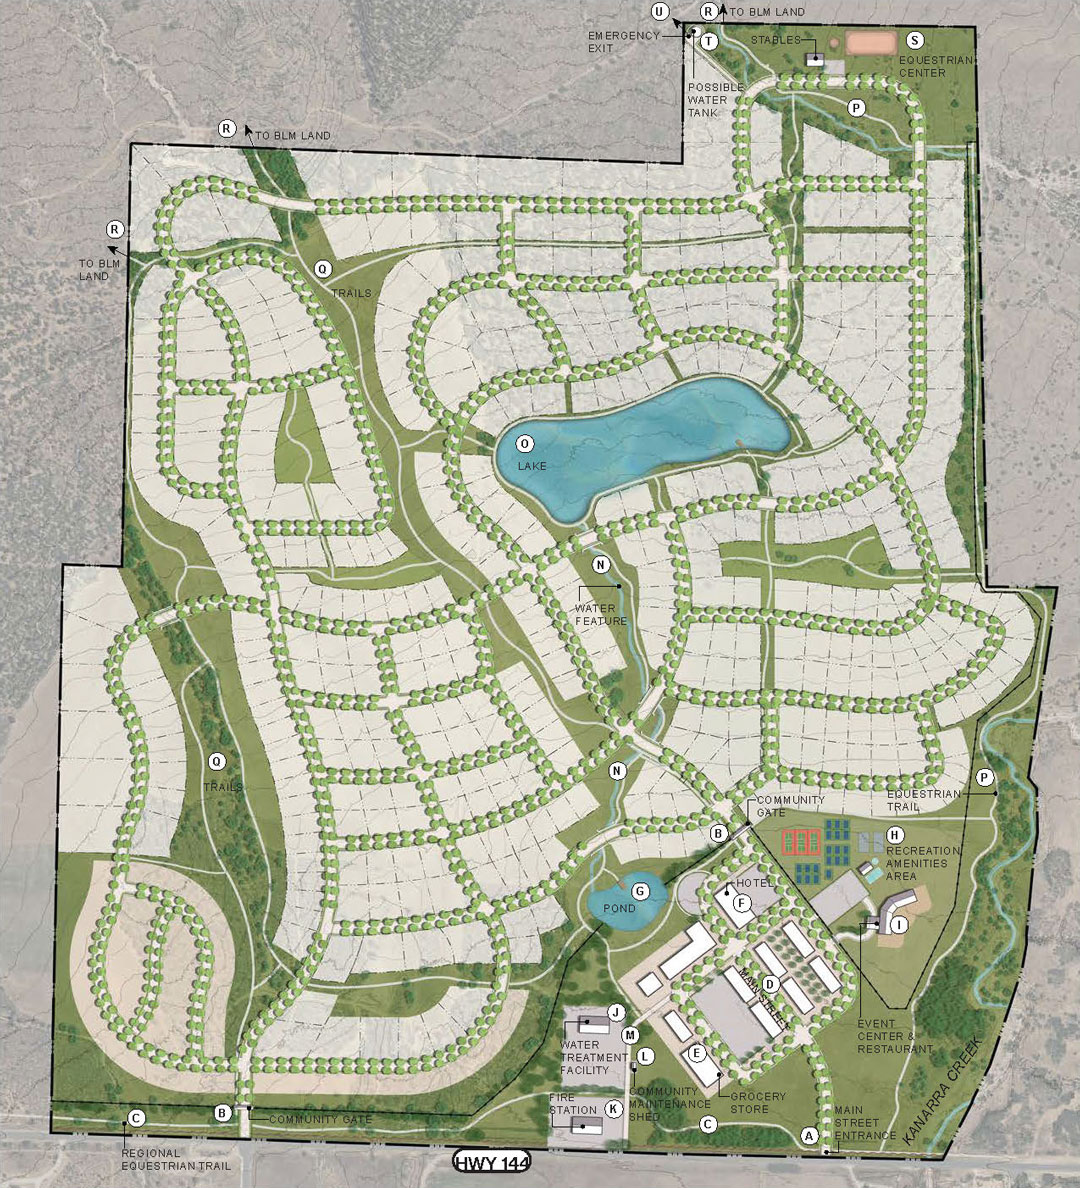 U
R
TO BLM LAND
EMERGENCY
EXIT
T
STABLES
S
EQUESTRIAN
CENTER
POSSIBLE
WATER
TANK
P
R
TO BLM LAND
R
TO BLM
LAND
Q
TRAILS
O
LAKE
N
WATER
FEATURE
Q
TRAILS
N
P
EQUESTRIAN
TRAIL
COMMUNITY
GATE
B
H
RECREATION
AMENITIES
AREA
G
POND
HOTEL
F
I
D
MAIN STREET
EVENT
CENTER &
RESTAURANT
J
M
WATER
TREATMENT
FACILITY
L
E
COMMUNITY
MAINTENANCE
SHED
GROCERY
STORE
FIRE
STATION
K
C
A
MAIN
STREET
ENTRANCE
KANARRA CREEK
C
B
COMMUNITY GATE
REGIONAL
EQUESTRIAN TRAIL
HWY 144